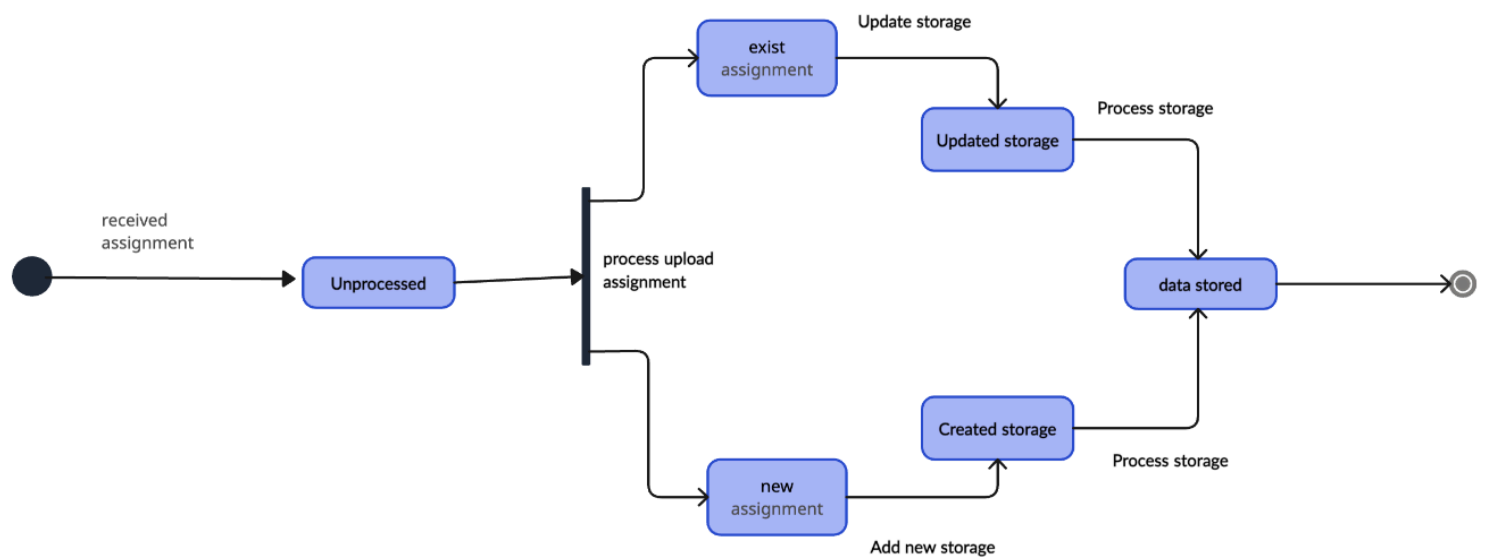 Update storage
exist
assignment
Process storage
Updated storage
received
assignment
process upload
assignment
Unprocessed
data stored
Created storage
Process storage
new
assignment
Add new storage